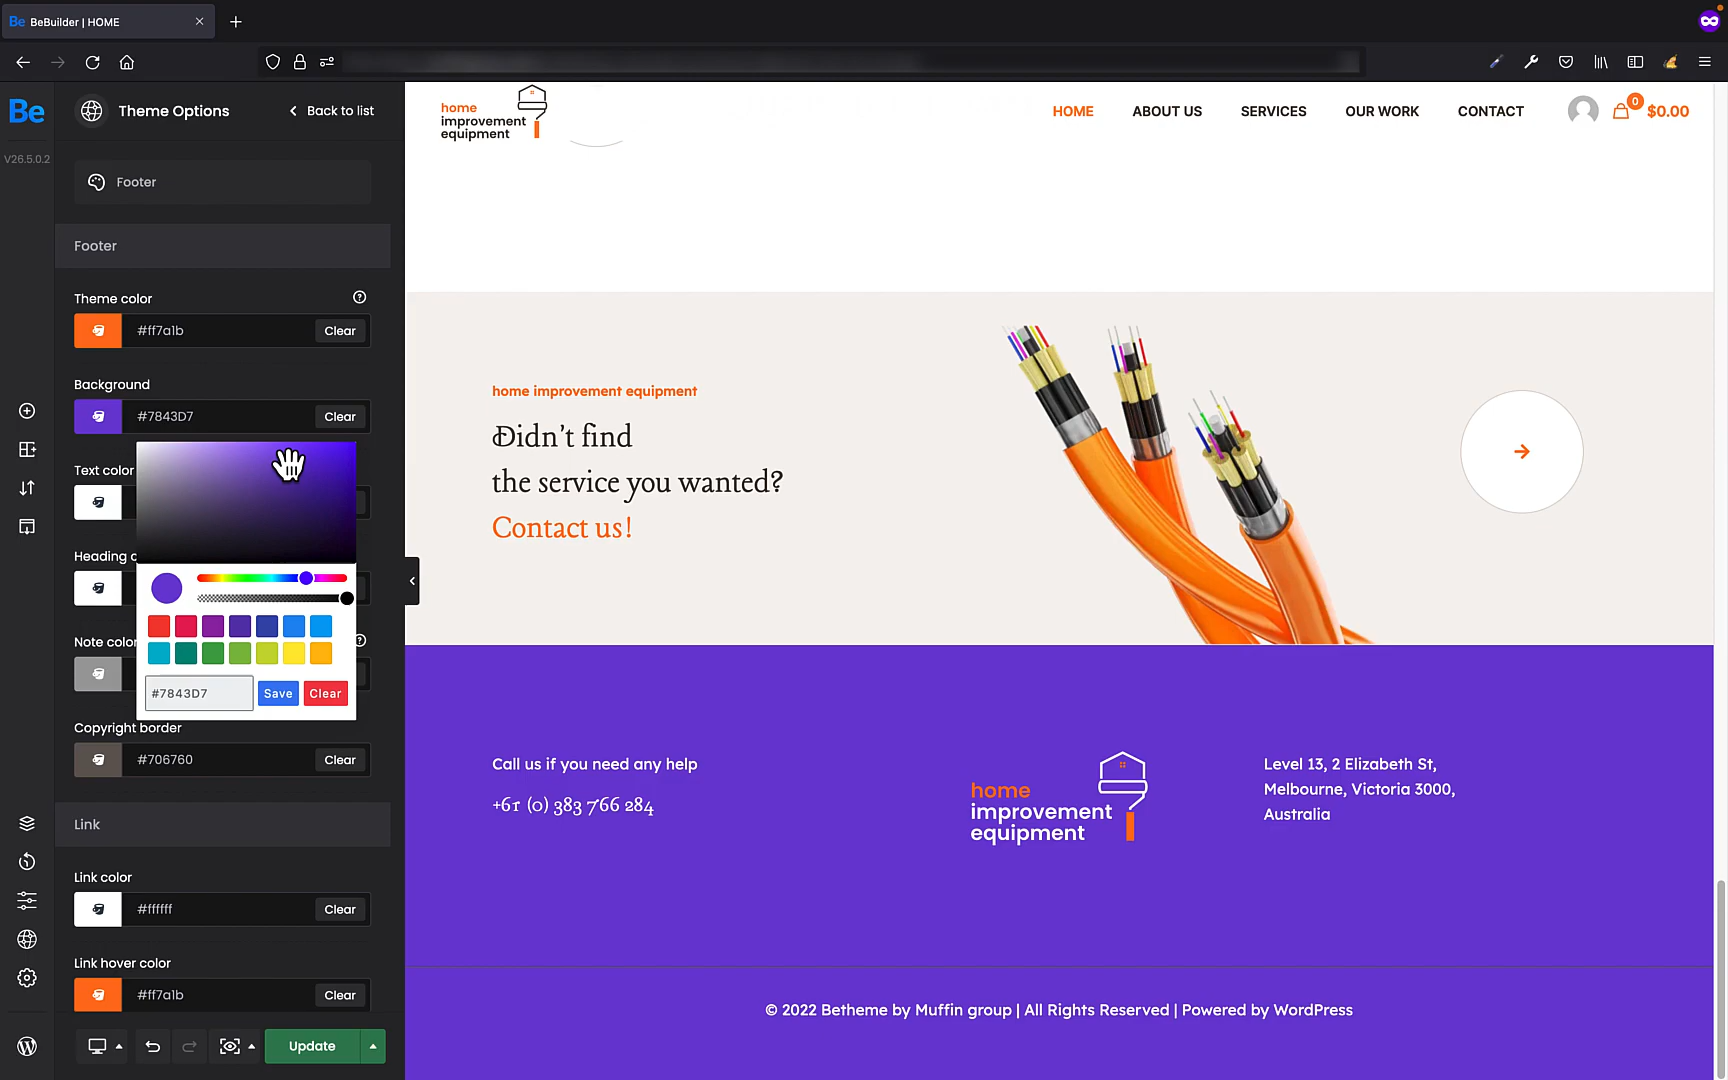 Be BeBuilder | HOME
Be
V26.5.0.2
Theme Options
Back to list
Footer
Footer
Theme color
#ff7a1b
Clear
Background
#7843D7
Clear
Text color
Heading c
Note color
#7843D7
Save
Clear
Copyright border
#706760
Clear
Link
Link color
#ffffff
Clear
Link hover color
#ff7a1b
Clear
Update
home
improvement
equipment
HOME
ABOUT US
SERVICES
OUR WORK
CONTACT
0
$0.00
home improvement equipment
Didn't find
the service you wanted?
Contact us!
Call us if you need any help
+61 (0) 383 766 284
home
improvement
equipment
Level 13, 2 Elizabeth St,
Melbourne, Victoria 3000,
Australia
© 2022 Betheme by Muffin group | All Rights Reserved | Powered by WordPress